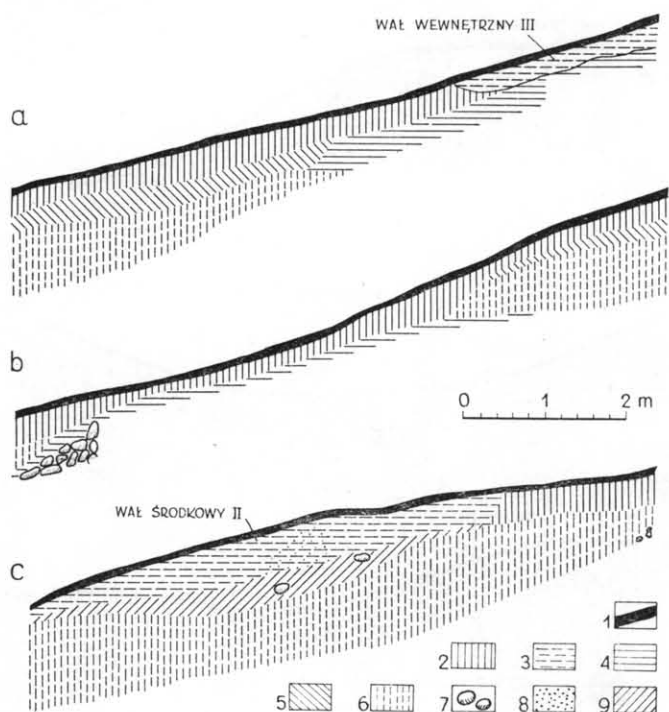 WAŁ WEWNĘTRZNY III
a
b
0 1 2 m
WAŁ ŚRODKOWY II
c
1
2 3 4
5 6 7 8 9